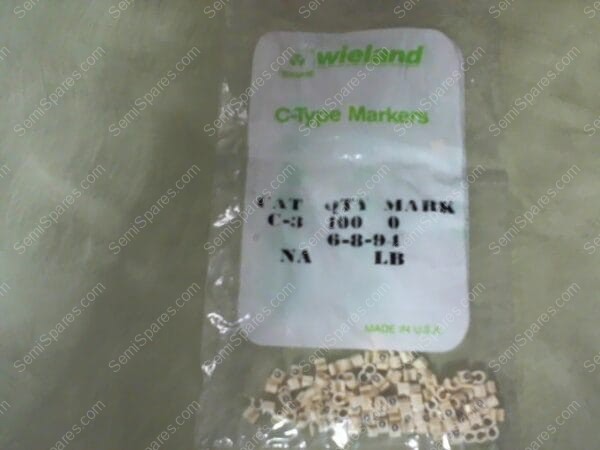 wieland
C-Type Markers
CAT QTY MARK
C-3 100 0
6-8-94
NA LB
MADE IN U.S.A.
SemiSpares.com